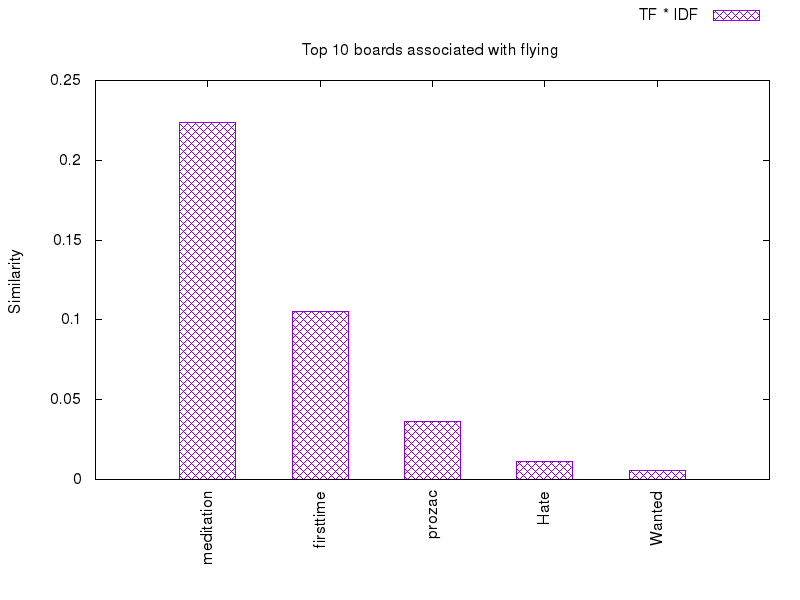 TF * IDF
Top 10 boards associated with flying
0.25
0.2
0.15
0.1
0.05
0
Similarity
meditation
firsttime
prozac
Hate
Wanted